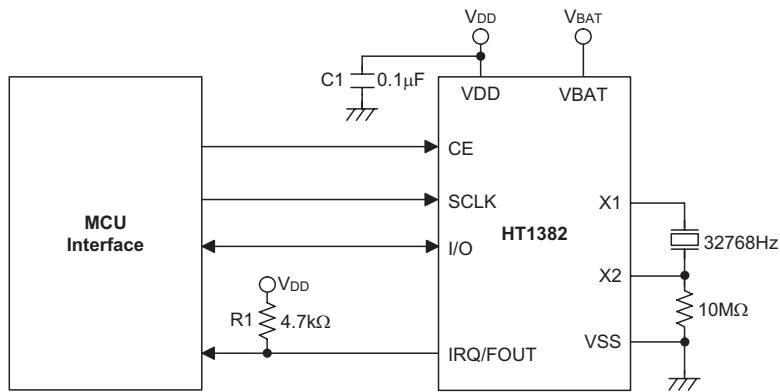 VDD
VBAT
C1
0.1μF
VDD
VBAT
CE
SCLK
X1
MCU
Interface
HT1382
32768Hz
I/O
X2
VDD
R1
4.7kΩ
10MΩ
VSS
IRQ/FOUT